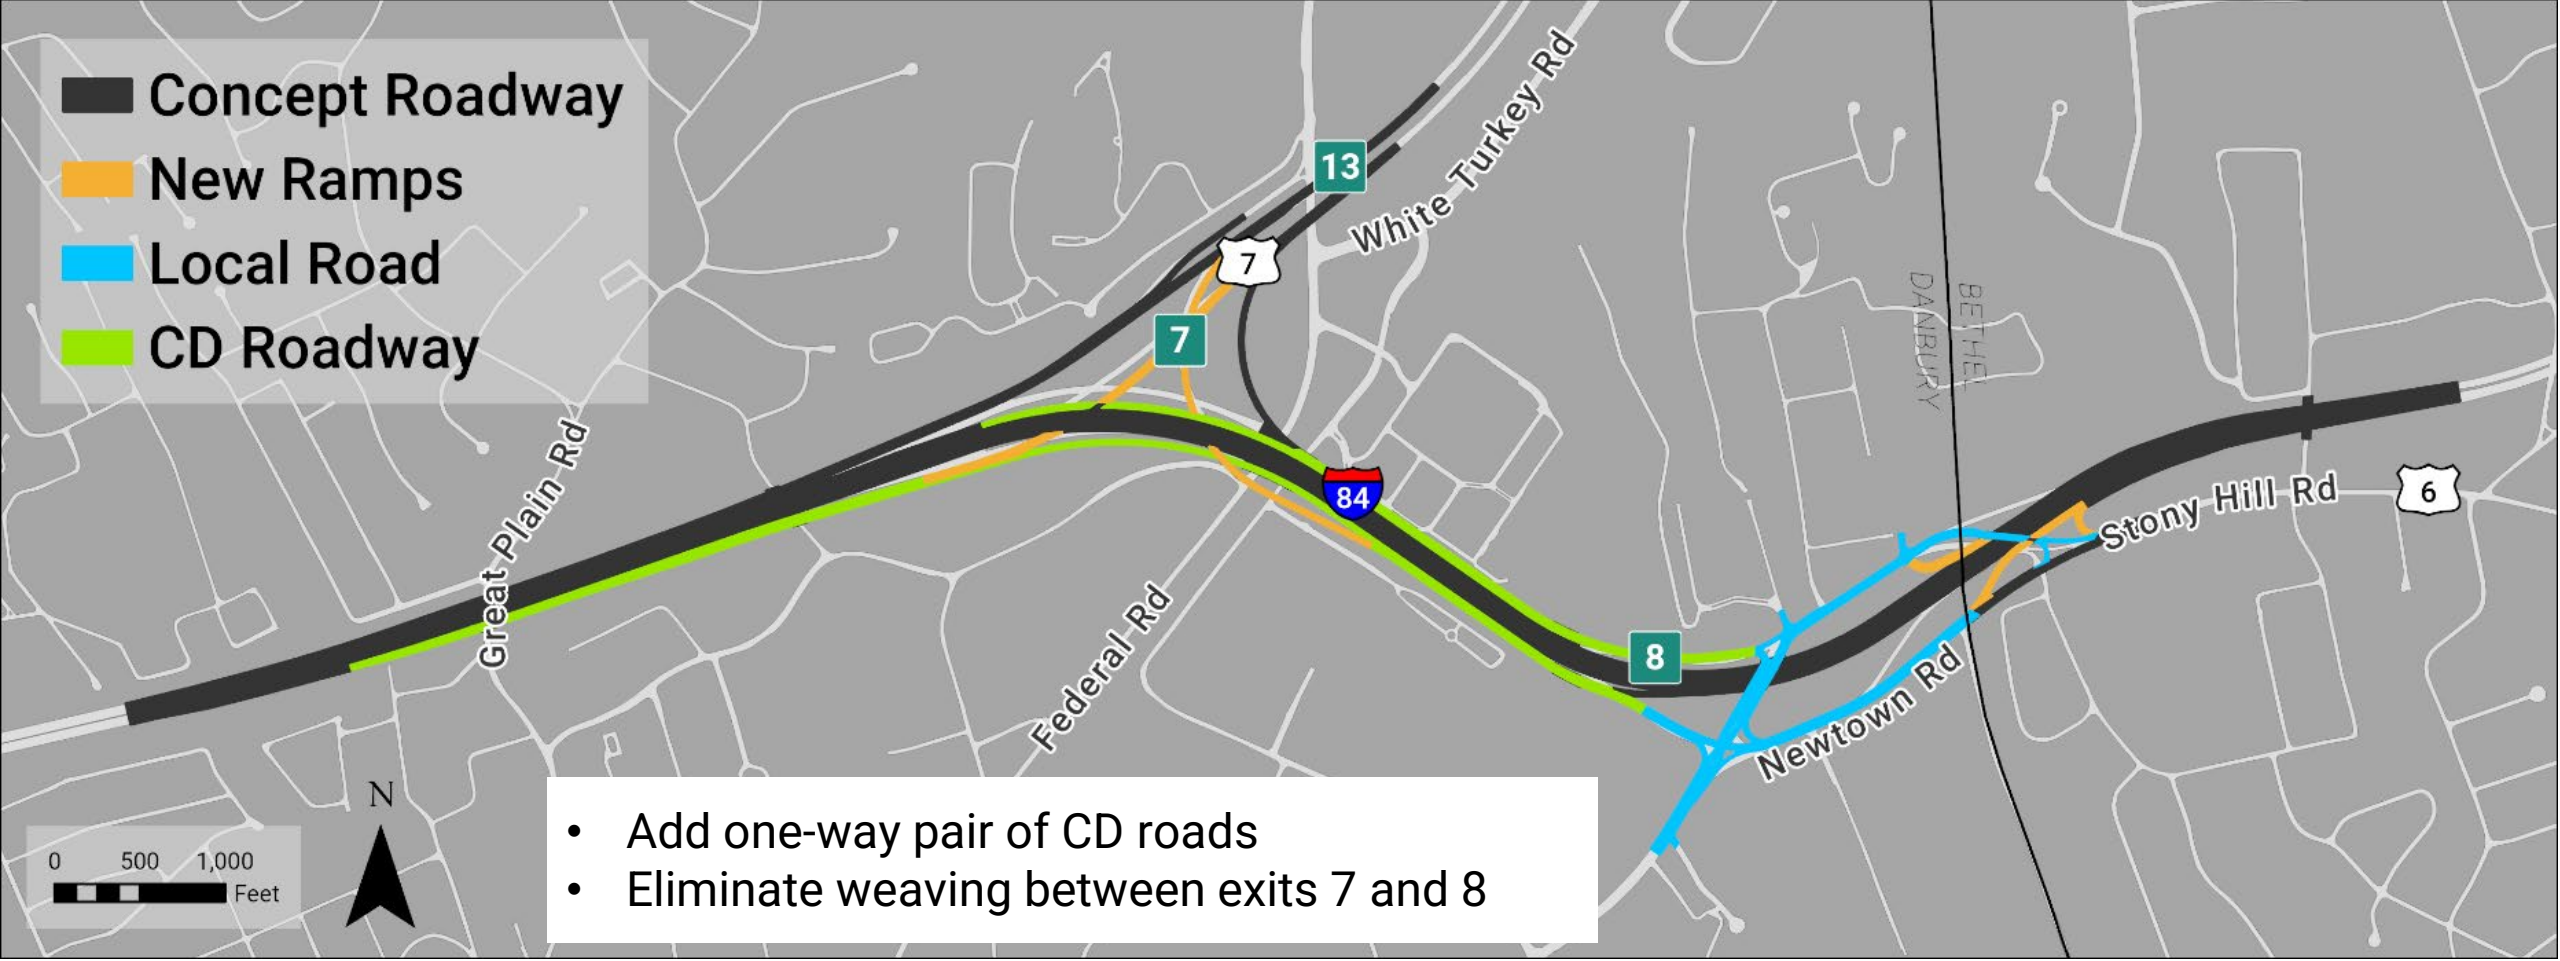 Concept Roadway
New Ramps
Local Road
CD Roadway
13
White Turkey Rd
7
7
Great Plain Rd
84
DANBURY
BETHEL
Stony Hill Rd
6
Federal Rd
8
Newtown Rd
N
0 500 1,000
Feet
• Add one-way pair of CD roads
• Eliminate weaving between exits 7 and 8